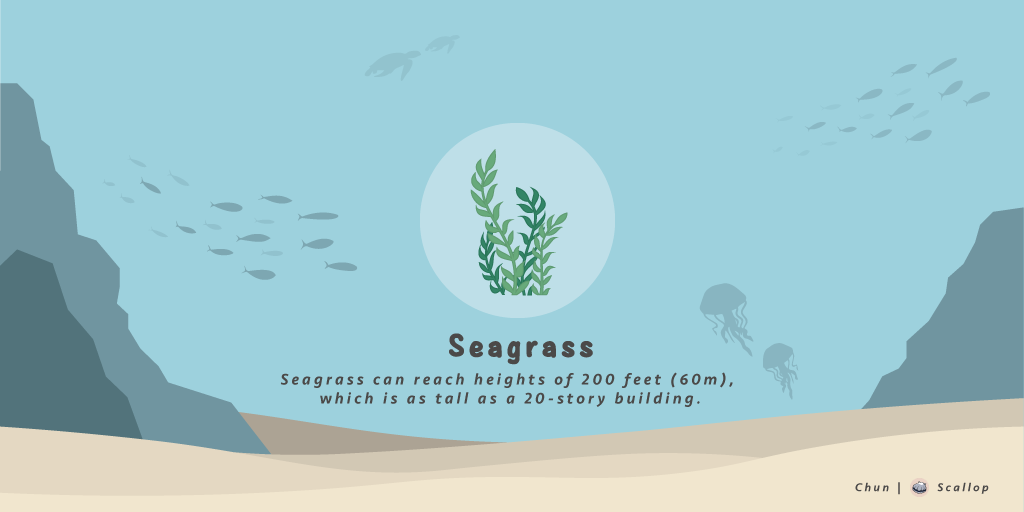 Seagrass
Seagrass can reach heights of 200 feet (60m),
which is as tall as a 20-story building.
Chun | Scallop